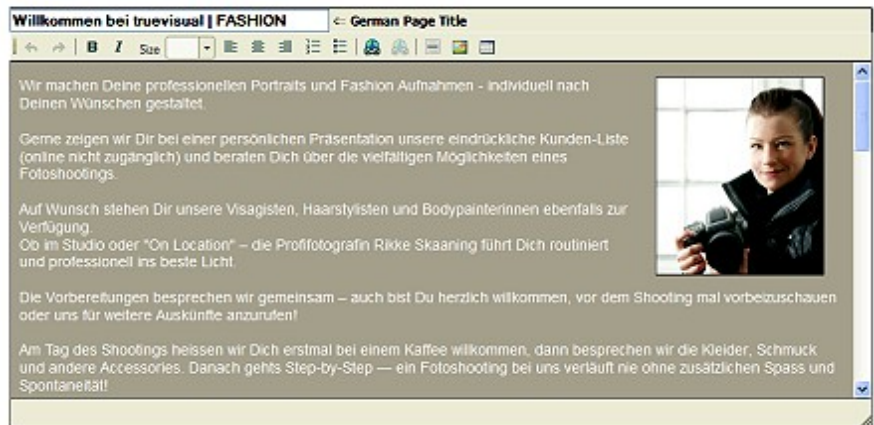 Willkommen bei truevisual | FASHION
⇐ German Page Title
B I Size
Wir machen Deine professionellen Portraits und Fashion Aufnahmen - individuell nach
Deinen Wünschen gestaltet.
Gerne zeigen wir Dir bei einer persönlichen Präsentation unsere eindrückliche Kunden-Liste
(online nicht zugänglich) und beraten Dich über die vielfältigen Möglichkeiten eines
Fotoshootings.
Auf Wunsch stehen Dir unsere Visagisten, Haarstylisten und Bodypainterinnen ebenfalls zur
Verfügung.
Ob im Studio oder "On Location" – die Profifotografin Rikke Skaaning führt Dich routiniert
und professionell ins beste Licht.
Die Vorbereitungen besprechen wir gemeinsam – auch bist Du herzlich willkommen, vor dem Shooting mal vorbeizuschauen
oder uns für weitere Auskünfte anzurufen!
Am Tag des Shootings heissen wir Dich erstmal bei einem Kaffee willkommen, dann besprechen wir die Kleider, Schmuck
und andere Accessories. Danach gehts Step-by-Step — ein Fotoshooting bei uns verläuft nie ohne zusätzlichen Spass und
Spontaneität!